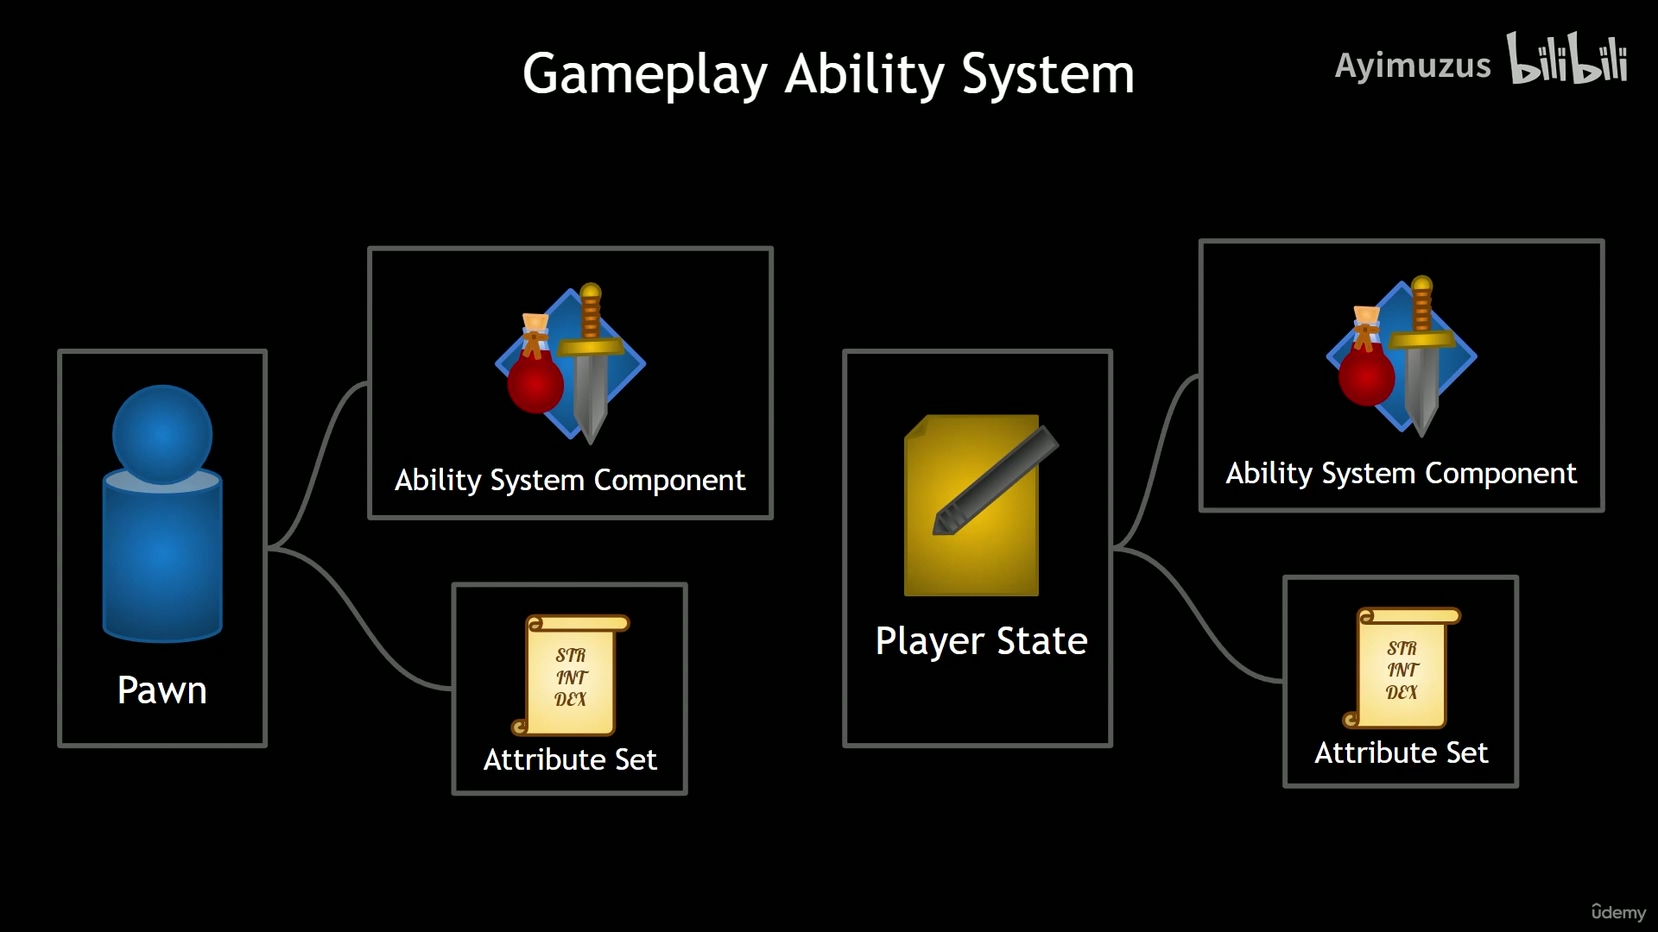 Gameplay Ability System
Ayimuzus bilibili
Ability System Component
Pawn
STR
INT
DEX
Attribute Set
Ability System Component
Player State
STR
INT
DEX
Attribute Set
ûdemy